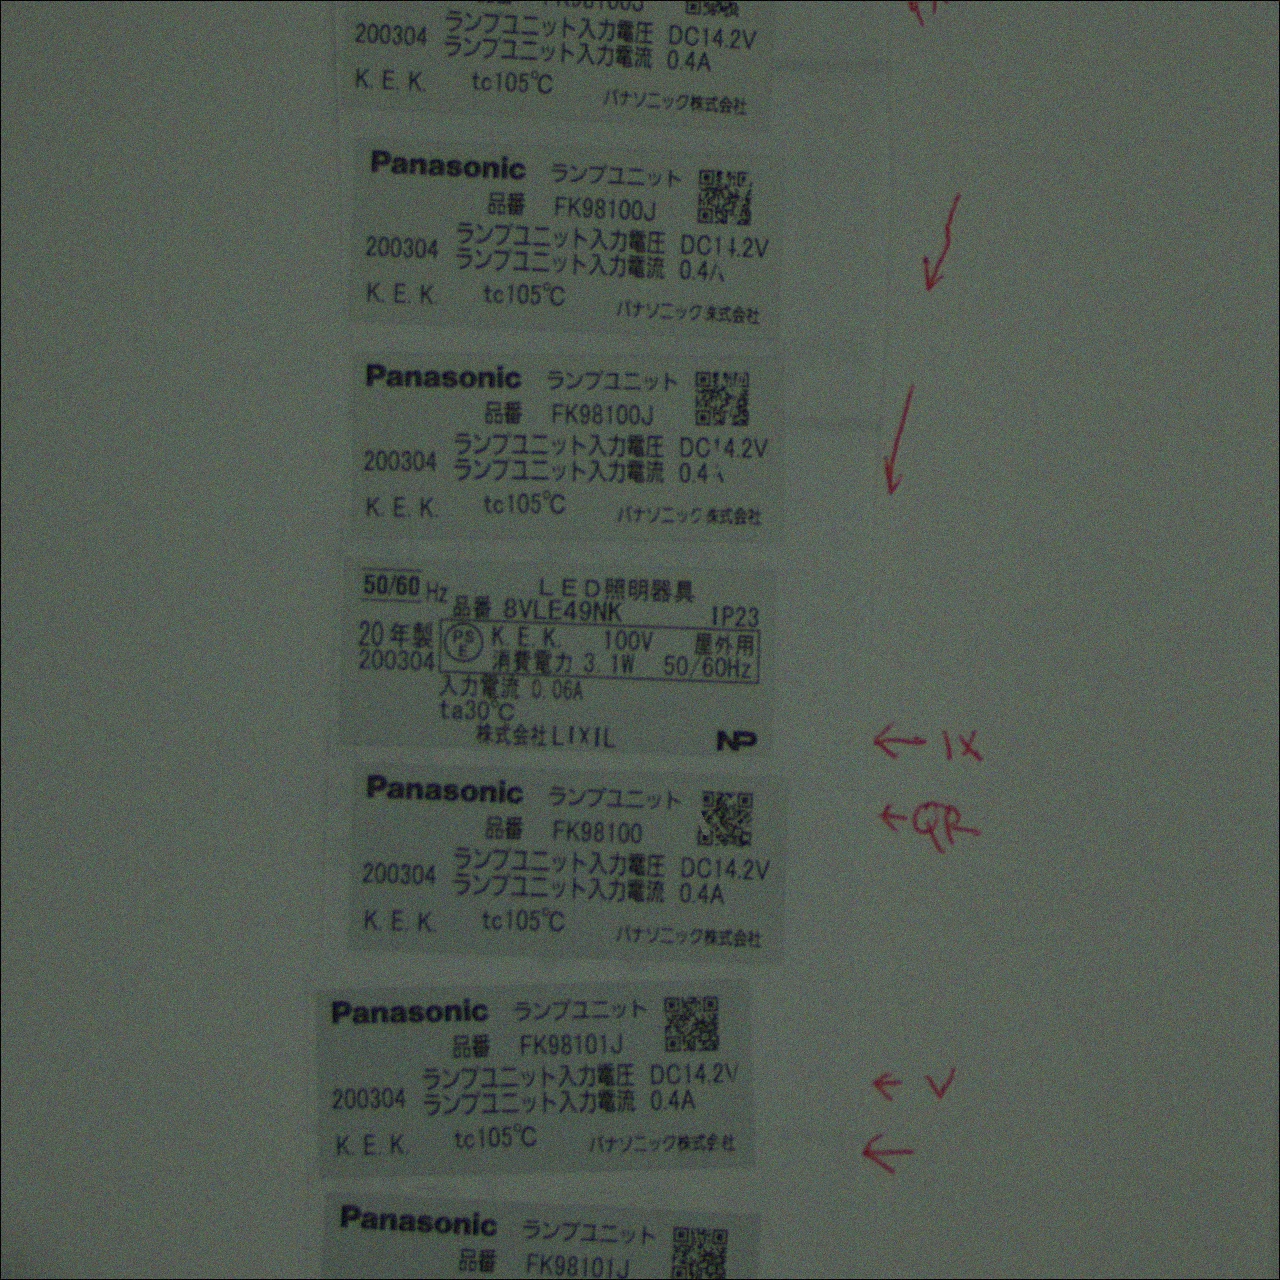 FK98100J
200304 ランプユニット入力電圧 DC14.2V
ランプユニット入力電流 0.4A
K.E.K. tc105℃ パナソニック株式会社
Panasonic ランプユニット
品番 FK98100J
200304 ランプユニット入力電圧 DC14.2V
ランプユニット入力電流 0.4A
K.E.K. tc105℃ パナソニック株式会社
Panasonic ランプユニット
品番 FK98100J
200304 ランプユニット入力電圧 DC14.2V
ランプユニット入力電流 0.4
K.E.K. tc105℃ パナソニック株式会社
50/60 Hz LED照明器具
品番 8VLE49NK IP23
20年製 PSE K.E.K. 100V 屋外用
200304 消費電力 3.1W 50/60Hz
入力電流 0.06A
ta30℃
株式会社LIXIL NP
← IX
Panasonic ランプユニット
← QR
品番 FK98100
200304 ランプユニット入力電圧 DC14.2V
ランプユニット入力電流 0.4A
K.E.K. tc105℃ パナソニック株式会社
Panasonic ランプユニット
品番 FK98101J
200304 ランプユニット入力電圧 DC14.2V
ランプユニット入力電流 0.4A
← V
K.E.K. tc105℃ パナソニック株式会社
Panasonic ランプユニット
品番 FK98101J